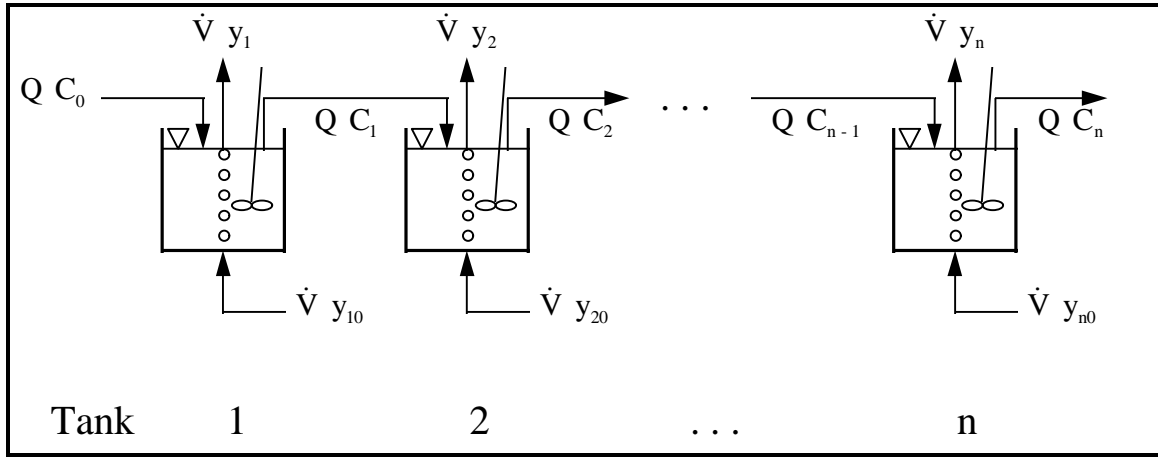 V̇ y₁ V̇ y₂ V̇ yₙ
Q C₀
Q C₁ Q C₂ . . . Q Cₙ₋₁ Q Cₙ
V̇ y₁₀ V̇ y₂₀ V̇ yₙ₀
Tank 1 2 . . . n